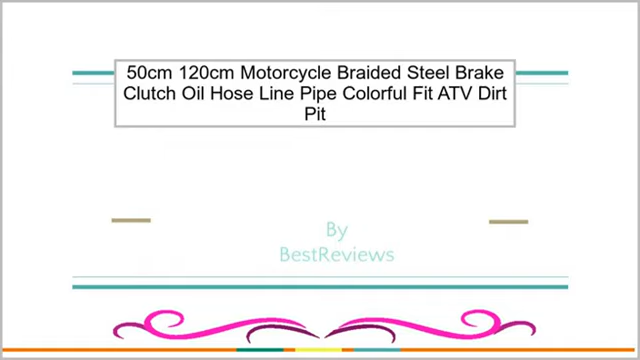 50cm 120cm Motorcycle Braided Steel Brake
Clutch Oil Hose Line Pipe Colorful Fit ATV Dirt
Pit
By
BestReviews